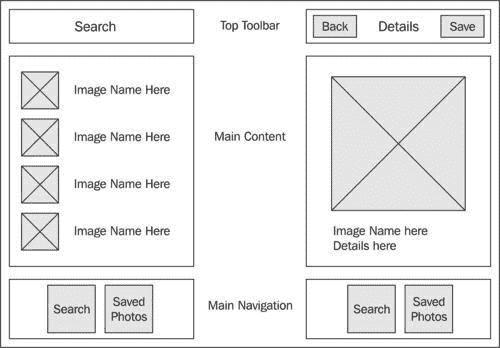 Search
Top Toolbar
Back
Details
Save
Image Name Here
Image Name Here
Image Name Here
Image Name Here
Main Content
Image Name here
Details here
Search
Saved
Photos
Main Navigation
Search
Saved
Photos